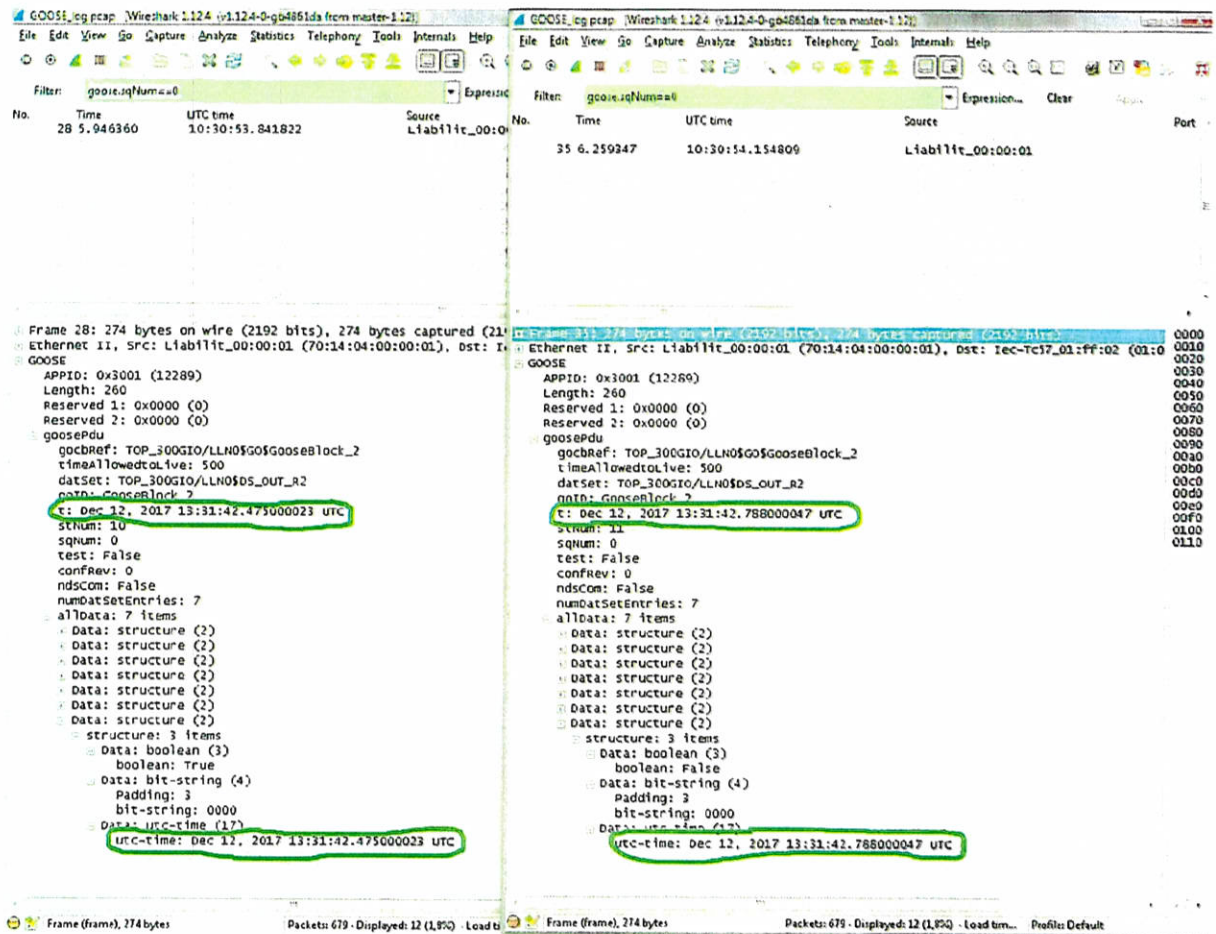 GOOSE_log.pcap [Wireshark 1.12.4 (v1.12.4-0-gb4861da from master-1.12)]
File Edit View Go Capture Analyze Statistics Telephony Tools Internals Help
Filter: goose.sqNum==0
No. Time UTC time Source
28 5.946360 10:30:53.841822
Frame 28: 274 bytes on wire (2192 bits), 274 bytes captured (21
Ethernet II, Src: Liabilit_00:00:01 (70:14:04:00:00:01), Dst: I
GOOSE
APPID: 0x3001 (12289)
Length: 260
Reserved 1: 0x0000 (0)
Reserved 2: 0x0000 (0)
goosePdu
gocbRef: TOP_300GIO/LLN0$GO$GooseBlock_2
timeAllowedtoLive: 500
datSet: TOP_300GIO/LLN0$DS_OUT_R2
goID: GooseBlock_2
t: Dec 12, 2017 13:31:42.475000023 UTC
stNum: 10
sqNum: 0
test: False
confRev: 0
ndsCom: False
numDatSetEntries: 7
allData: 7 items
Data: structure (2)
Data: structure (2)
Data: structure (2)
Data: structure (2)
Data: structure (2)
Data: structure (2)
Data: structure (2)
structure: 3 items
Data: boolean (3)
boolean: True
Data: bit-string (4)
Padding: 3
bit-string: 0000
Data: utc-time (17)
utc-time: Dec 12, 2017 13:31:42.475000023 UTC
Frame (frame), 274 bytes Packets: 679 · Displayed: 12 (1,8%) · Load ti
GOOSE_log.pcap [Wireshark 1.12.4 (v1.12.4-0-gb4861da from master-1.12)]
File Edit View Go Capture Analyze Statistics Telephony Tools Internals Help
Filter: goose.sqNum==0 Expression... Clear
No. Time UTC time Source Port
35 6.259347 10:30:54.154809 Liabilit_00:00:01
Frame 35: 274 bytes on wire (2192 bits), 274 bytes captured (2192 bits)
Ethernet II, Src: Liabilit_00:00:01 (70:14:04:00:00:01), Dst: Iec-Tc57_01:ff:02 (01:0
GOOSE
APPID: 0x3001 (12289)
Length: 260
Reserved 1: 0x0000 (0)
Reserved 2: 0x0000 (0)
goosePdu
gocbRef: TOP_300GIO/LLN0$GO$GooseBlock_2
timeAllowedtoLive: 500
datSet: TOP_300GIO/LLN0$DS_OUT_R2
goID: GooseBlock_2
t: Dec 12, 2017 13:31:42.788000047 UTC
stNum: 11
sqNum: 0
test: False
confRev: 0
ndsCom: False
numDatSetEntries: 7
allData: 7 items
Data: structure (2)
Data: structure (2)
Data: structure (2)
Data: structure (2)
Data: structure (2)
Data: structure (2)
Data: structure (2)
structure: 3 items
Data: boolean (3)
boolean: False
Data: bit-string (4)
Padding: 3
bit-string: 0000
Data: utc-time (17)
utc-time: Dec 12, 2017 13:31:42.788000047 UTC
0000
0010
0020
0030
0040
0050
0060
0070
0080
0090
00a0
00b0
00c0
00d0
00e0
00f0
0100
0110
Frame (frame), 274 bytes Packets: 679 · Displayed: 12 (1,8%) · Load tim... Profile: Default